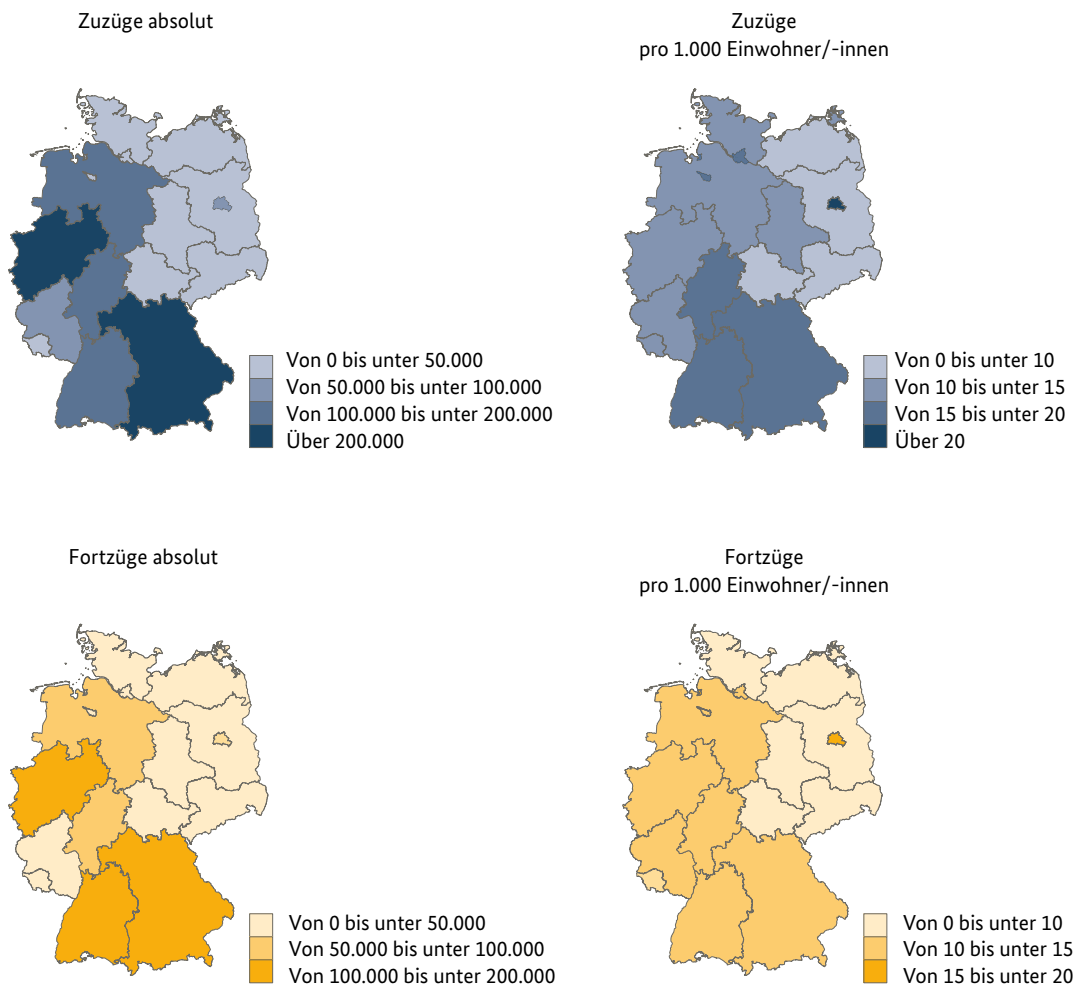 Zuzüge absolut
Von 0 bis unter 50.000
Von 50.000 bis unter 100.000
Von 100.000 bis unter 200.000
Über 200.000
Zuzüge
pro 1.000 Einwohner/-innen
Von 0 bis unter 10
Von 10 bis unter 15
Von 15 bis unter 20
Über 20
Fortzüge absolut
Von 0 bis unter 50.000
Von 50.000 bis unter 100.000
Von 100.000 bis unter 200.000
Fortzüge
pro 1.000 Einwohner/-innen
Von 0 bis unter 10
Von 10 bis unter 15
Von 15 bis unter 20